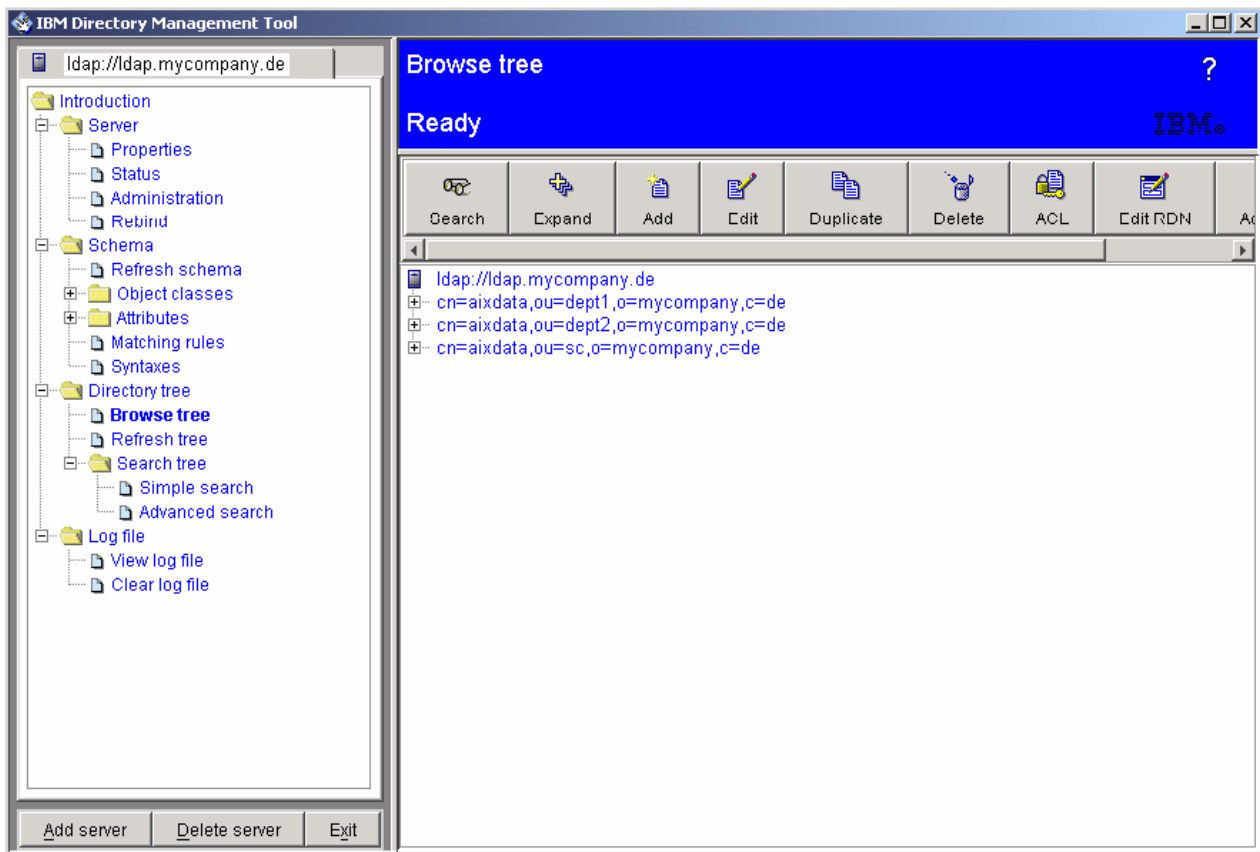 IBM Directory Management Tool
ldap://ldap.mycompany.de
Introduction
Server
Properties
Status
Administration
Rebind
Schema
Refresh schema
Object classes
Attributes
Matching rules
Syntaxes
Directory tree
Browse tree
Refresh tree
Search tree
Simple search
Advanced search
Log file
View log file
Clear log file
Add server Delete server Exit
Browse tree ?
Ready IBM®
Search Expand Add Edit Duplicate Delete ACL Edit RDN
ldap://ldap.mycompany.de
cn=aixdata,ou=dept1,o=mycompany,c=de
cn=aixdata,ou=dept2,o=mycompany,c=de
cn=aixdata,ou=sc,o=mycompany,c=de